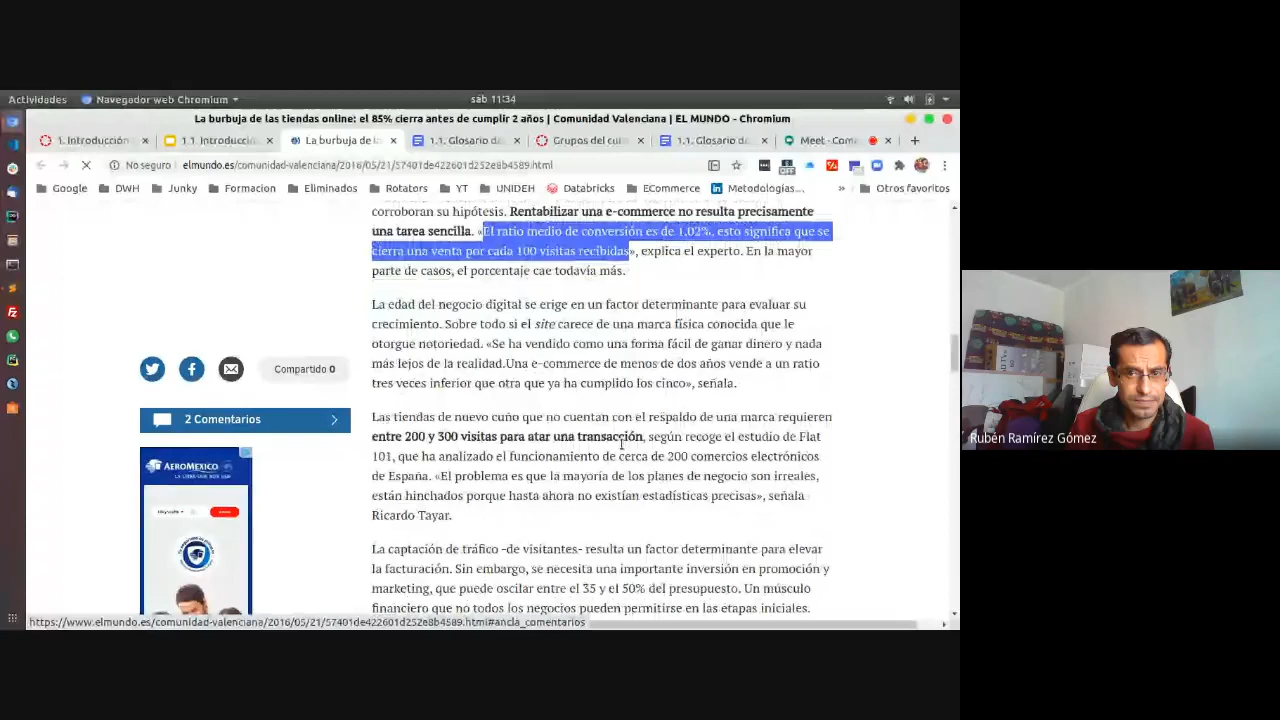 Actividades
Navegador web Chromium
sáb 11:34
La burbuja de las tiendas online: el 85% cierra antes de cumplir 2 años | Comunidad Valenciana | EL MUNDO - Chromium
1. Introducción
1.1. Introducc
La burbuja de la
1.1. Glosario d
Grupos del cu
1.1. Glosario d
Meet - Com
No seguro
elmundo.es/comunidad-valenciana/2016/05/21/57401de422601d252e8b4589.html
Google
DWH
Junky
Formacion
Eliminados
Rotators
YT
UNIDEH
Databricks
ECommerce
Metodologías...
»
Otros favoritos
corroboran su hipótesis. Rentabilizar una e-commerce no resulta precisamente
una tarea sencilla. «El ratio medio de conversión es de 1,02%, esto significa que se
cierra una venta por cada 100 visitas recibidas», explica el experto. En la mayor
parte de casos, el porcentaje cae todavía más.
La edad del negocio digital se erige en un factor determinante para evaluar su
crecimiento. Sobre todo si el site carece de una marca física conocida que le
otorgue notoriedad. «Se ha vendido como una forma fácil de ganar dinero y nada
más lejos de la realidad.Una e-commerce de menos de dos años vende a un ratio
tres veces inferior que otra que ya ha cumplido los cinco», señala.
Compartido 0
2 Comentarios
Las tiendas de nuevo cuño que no cuentan con el respaldo de una marca requieren
entre 200 y 300 visitas para atar una transacción, según recoge el estudio de Flat
101, que ha analizado el funcionamiento de cerca de 200 comercios electrónicos
de España. «El problema es que la mayoría de los planes de negocio son irreales,
están hinchados porque hasta ahora no existían estadísticas precisas», señala
Ricardo Tayar.
La captación de tráfico -de visitantes- resulta un factor determinante para elevar
la facturación. Sin embargo, se necesita una importante inversión en promoción y
marketing, que puede oscilar entre el 35 y el 50% del presupuesto. Un músculo
financiero que no todos los negocios pueden permitirse en las etapas iniciales.
AEROMEXICO
https://www.elmundo.es/comunidad-valenciana/2016/05/21/57401de422601d252e8b4589.html#ancla_comentarios
Rubén Ramírez Gómez